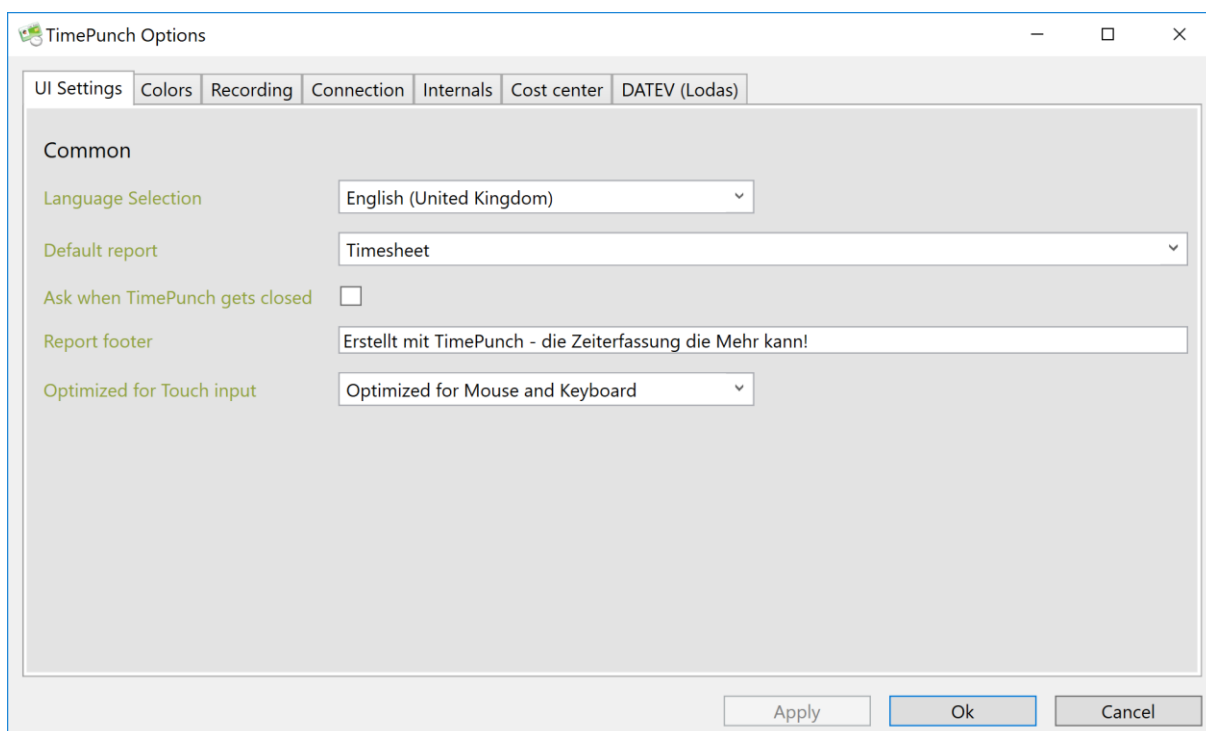 TimePunch Options
UI Settings Colors Recording Connection Internals Cost center DATEV (Lodas)
Common
Language Selection English (United Kingdom)
Default report Timesheet
Ask when TimePunch gets closed
Report footer Erstellt mit TimePunch - die Zeiterfassung die Mehr kann!
Optimized for Touch input Optimized for Mouse and Keyboard
Apply Ok Cancel